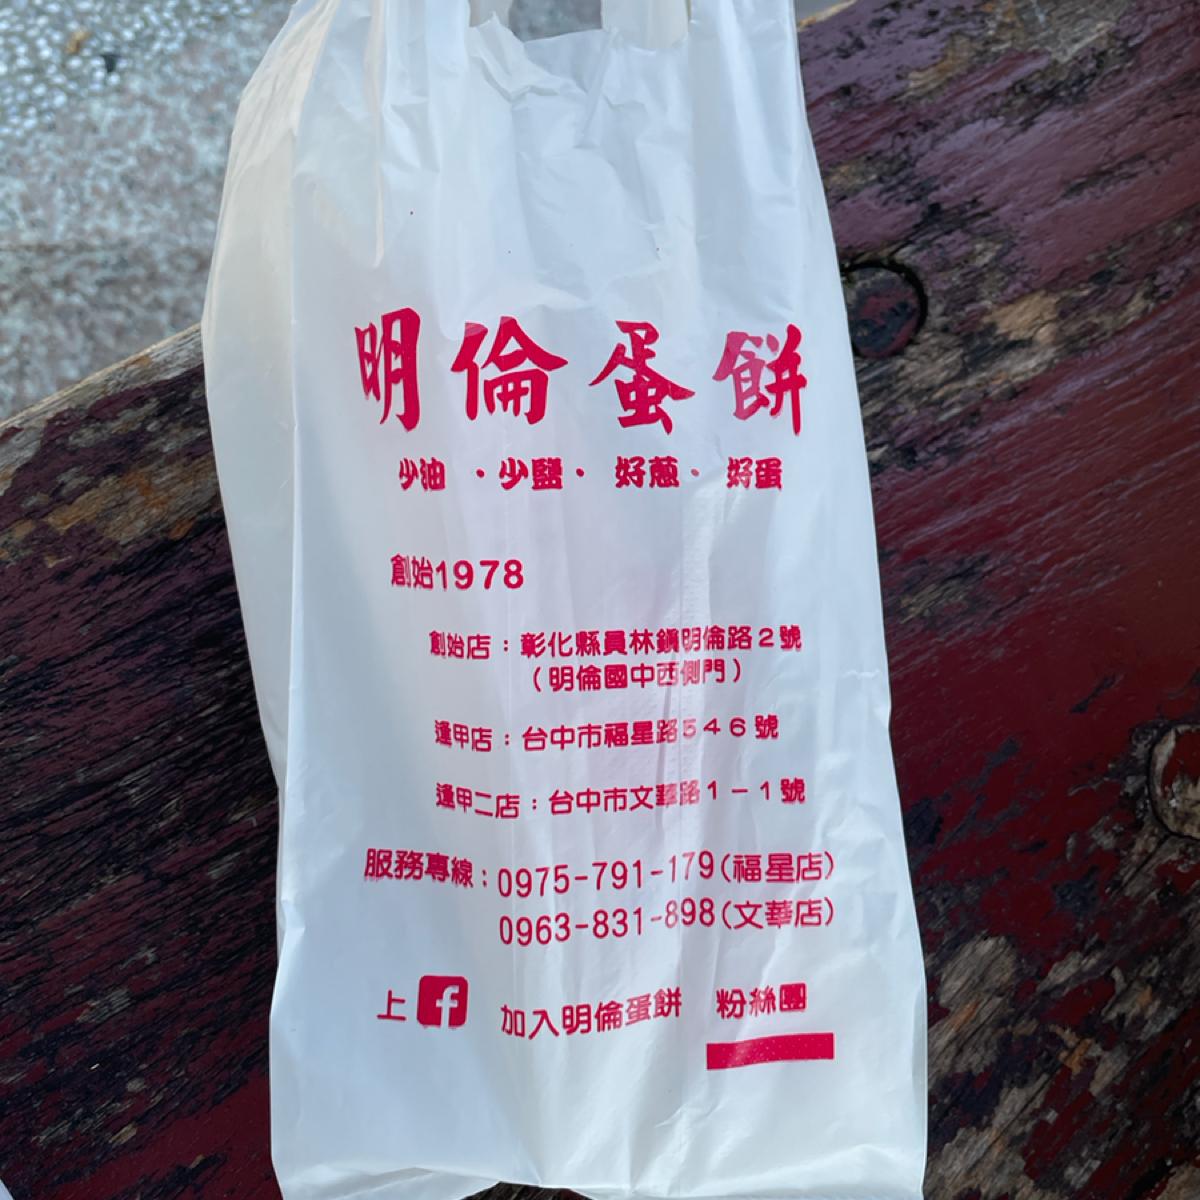 明倫蛋餅
少油・少鹽・好蔥・好蛋
創始1978
創始店：彰化縣員林鎮明倫路2號
（明倫國中西側門）
逢甲店：台中市福星路546號
逢甲二店：台中市文華路1－1號
服務專線：0975-791-179(福星店)
0963-831-898(文華店)
上 f 加入明倫蛋餅 粉絲團